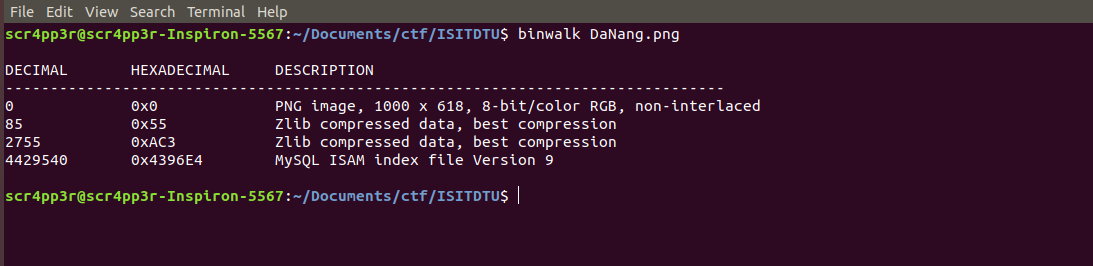 File Edit View Search Terminal Help
scr4pp3r@scr4pp3r-Inspiron-5567:~/Documents/ctf/ISITDTU$ binwalk DaNang.png
DECIMAL       HEXADECIMAL     DESCRIPTION
--------------------------------------------------------------------------------
0             0x0             PNG image, 1000 x 618, 8-bit/color RGB, non-interlaced
85            0x55            Zlib compressed data, best compression
2755          0xAC3           Zlib compressed data, best compression
4429540       0x4396E4        MySQL ISAM index file Version 9
scr4pp3r@scr4pp3r-Inspiron-5567:~/Documents/ctf/ISITDTU$